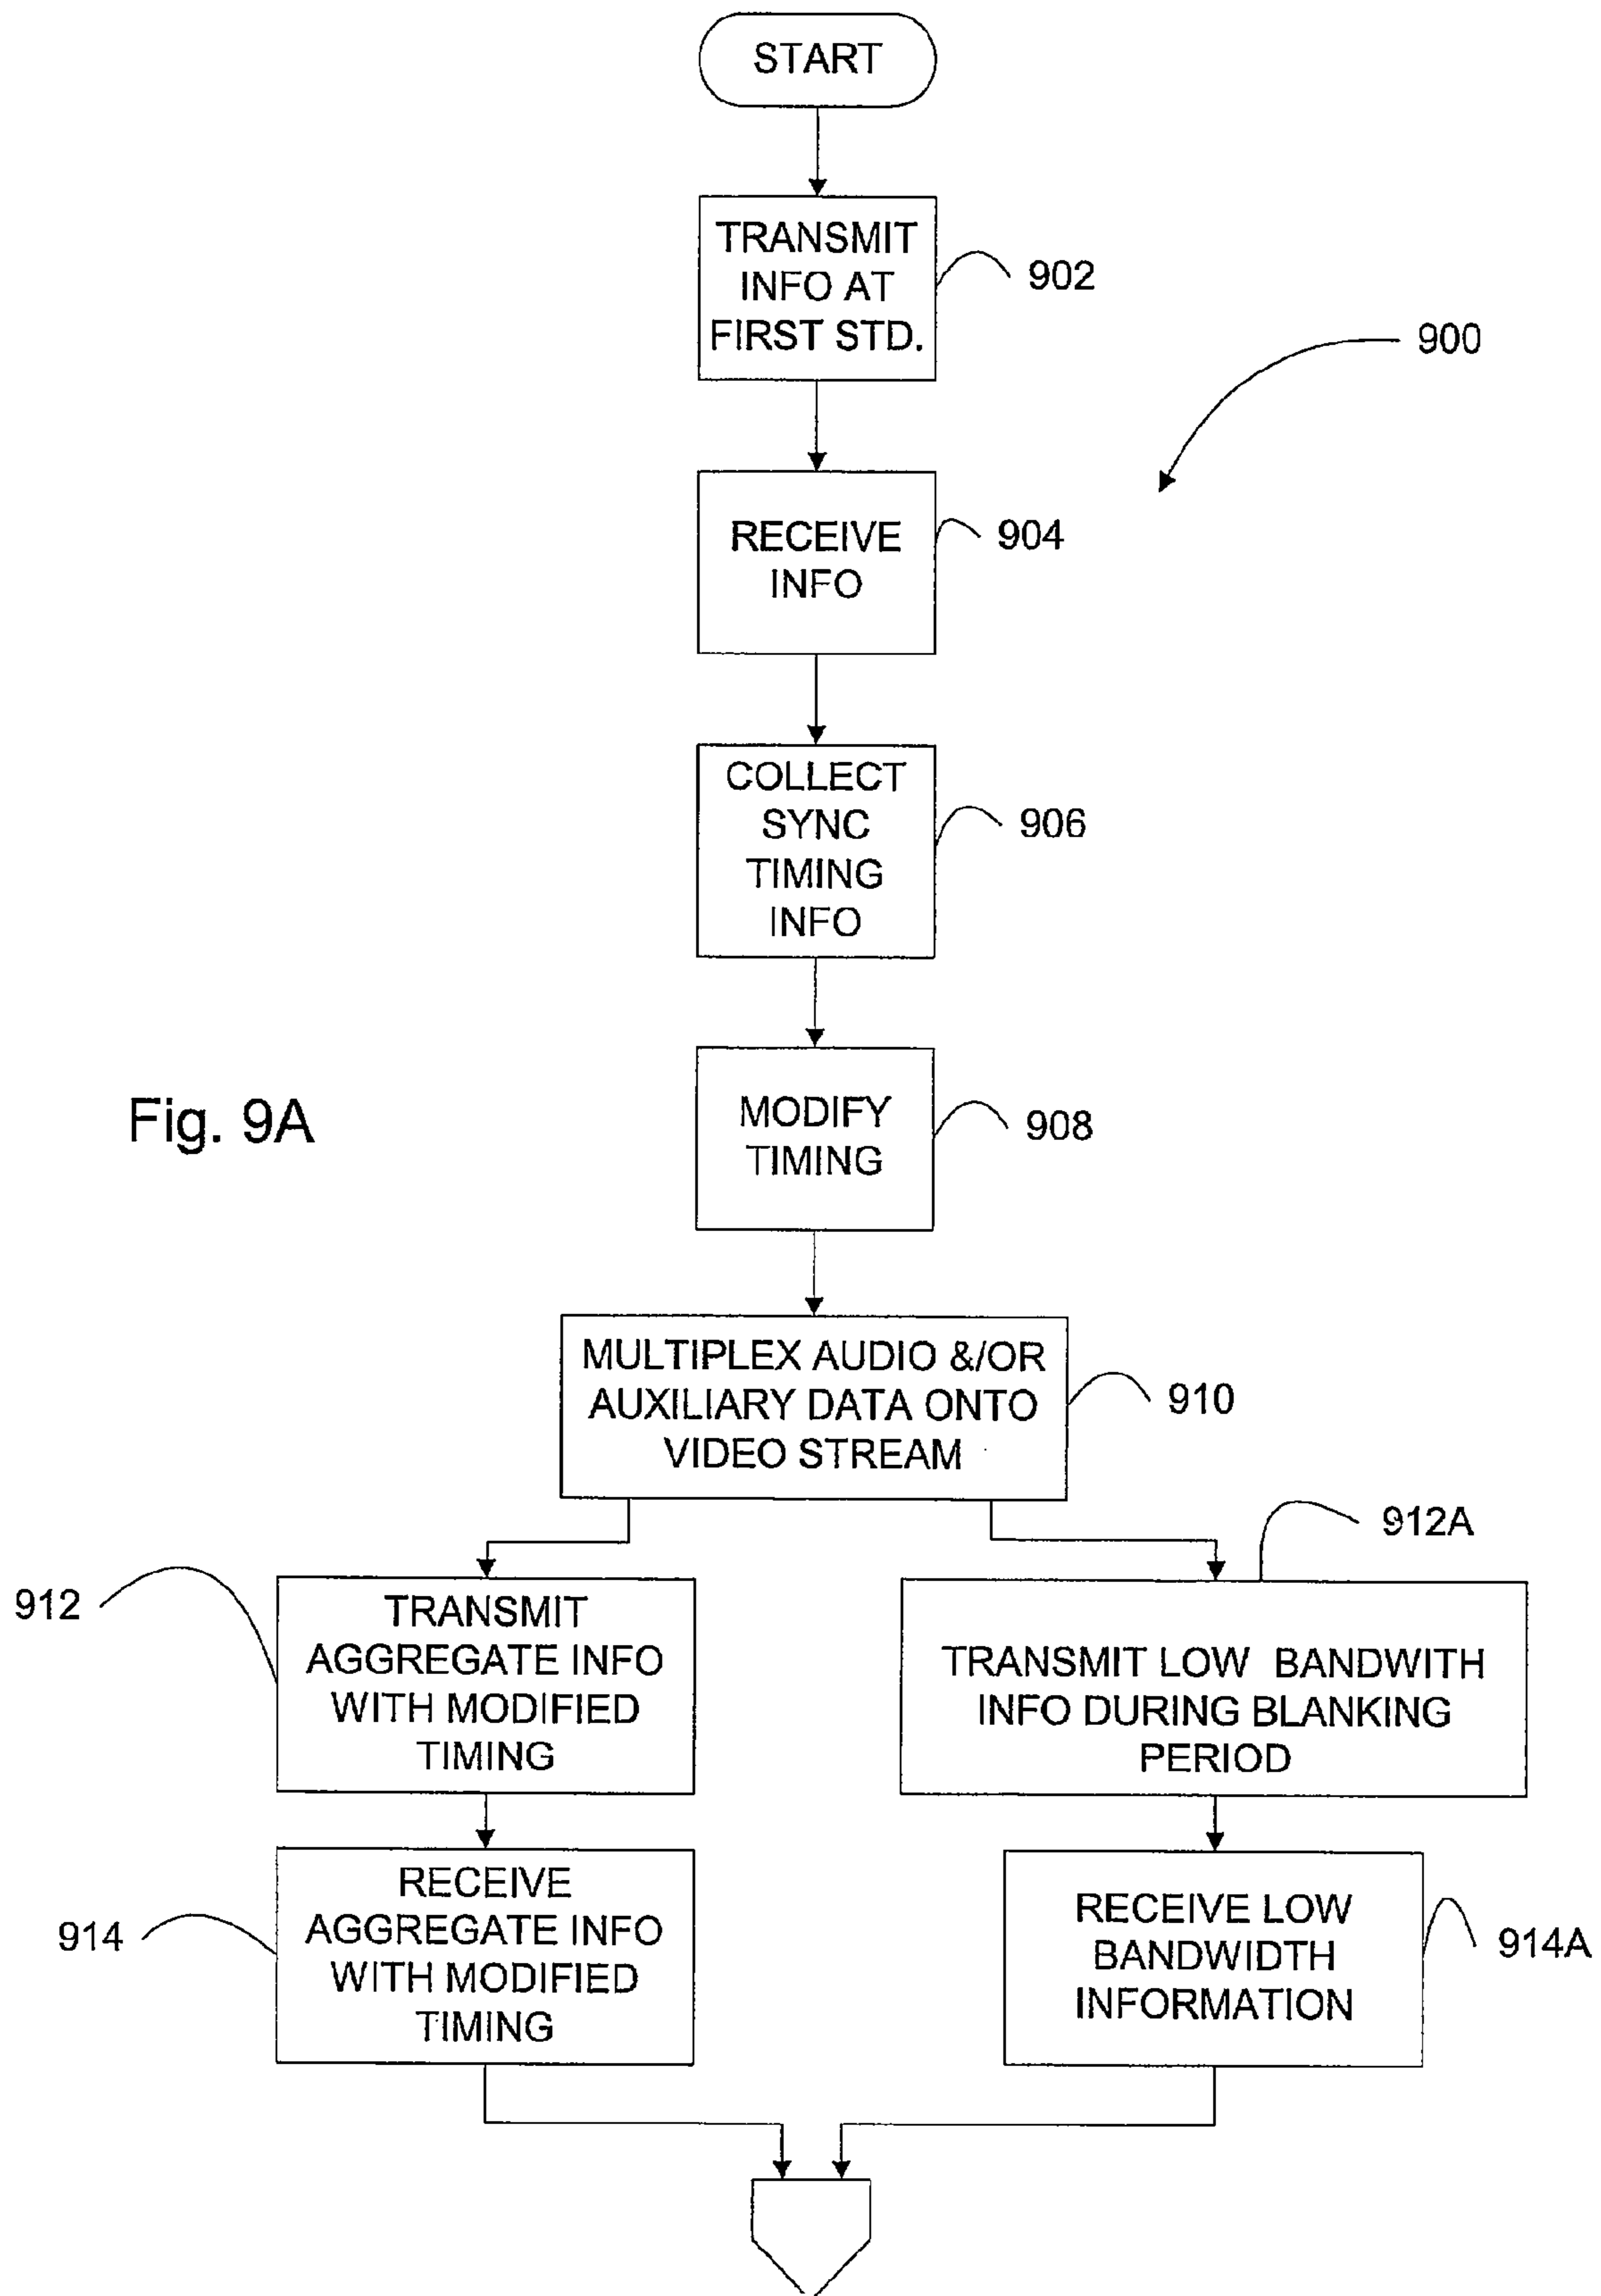 START
TRANSMIT
INFO AT
FIRST STD.
902
900
RECEIVE
INFO
904
COLLECT
SYNC
TIMING
INFO
906
Fig. 9A
MODIFY
TIMING
908
MULTIPLEX AUDIO &/OR
AUXILIARY DATA ONTO
VIDEO STREAM
910
912
TRANSMIT
AGGREGATE INFO
WITH MODIFIED
TIMING
912A
TRANSMIT LOW BANDWITH
INFO DURING BLANKING
PERIOD
914
RECEIVE
AGGREGATE INFO
WITH MODIFIED
TIMING
RECEIVE LOW
BANDWIDTH
INFORMATION
914A